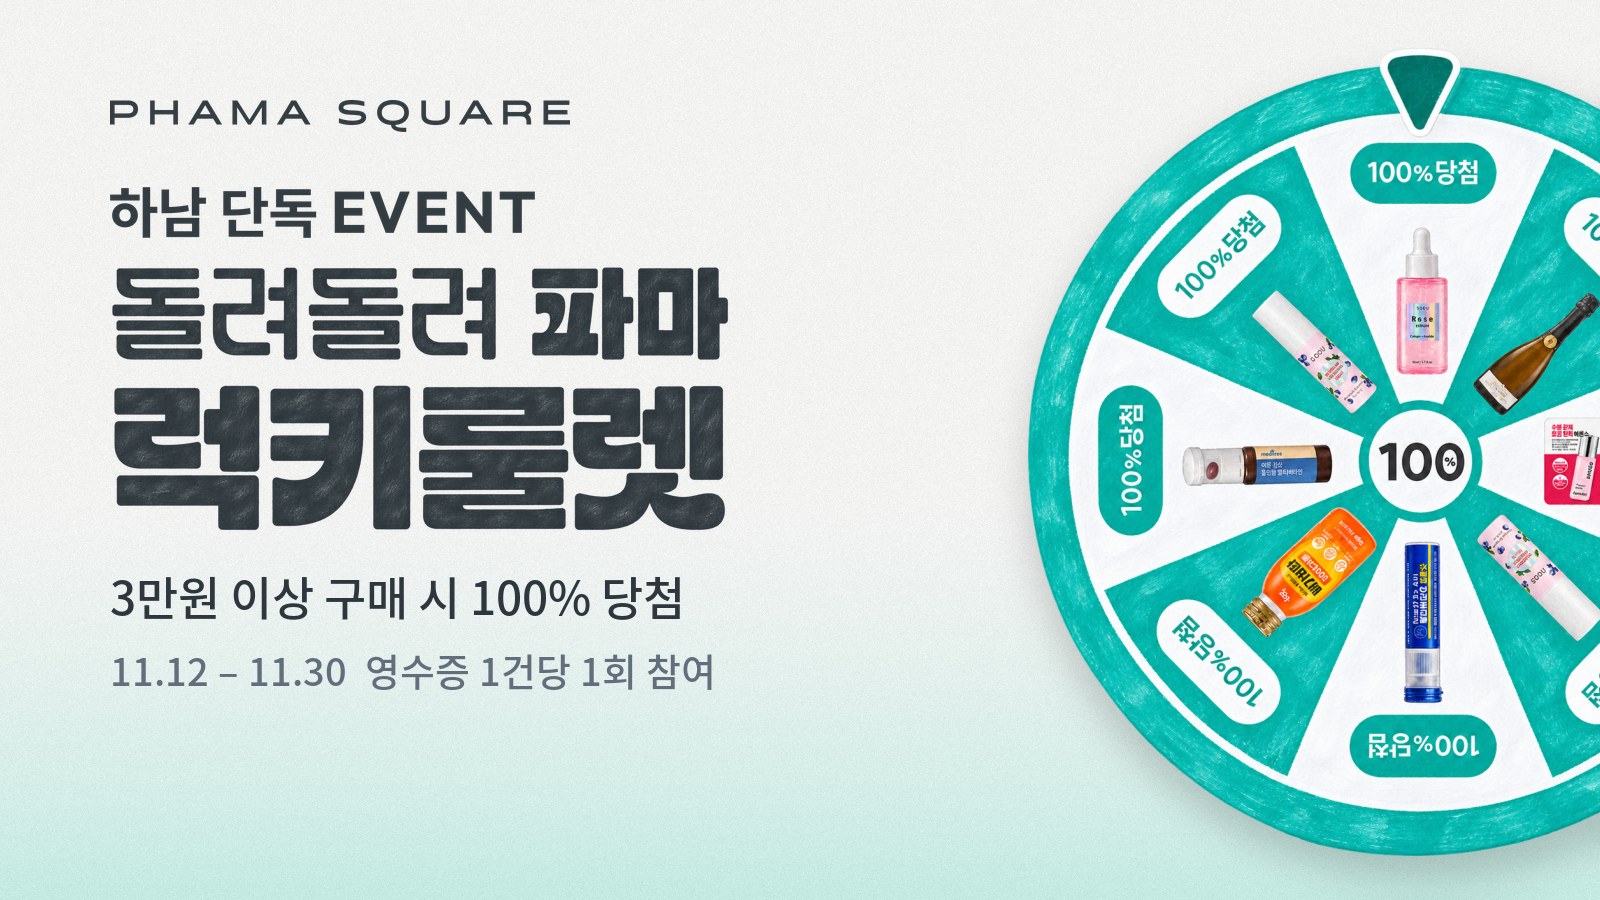 PHAMA SQUARE
하남 단독 EVENT
돌려돌려 파마
럭키룰렛
3만원 이상 구매 시 100% 당첨
11.12 – 11.30 영수증 1건당 1회 참여
100%당첨
100%당첨
100%당첨
100%당첨
100%당첨
100%
Rose